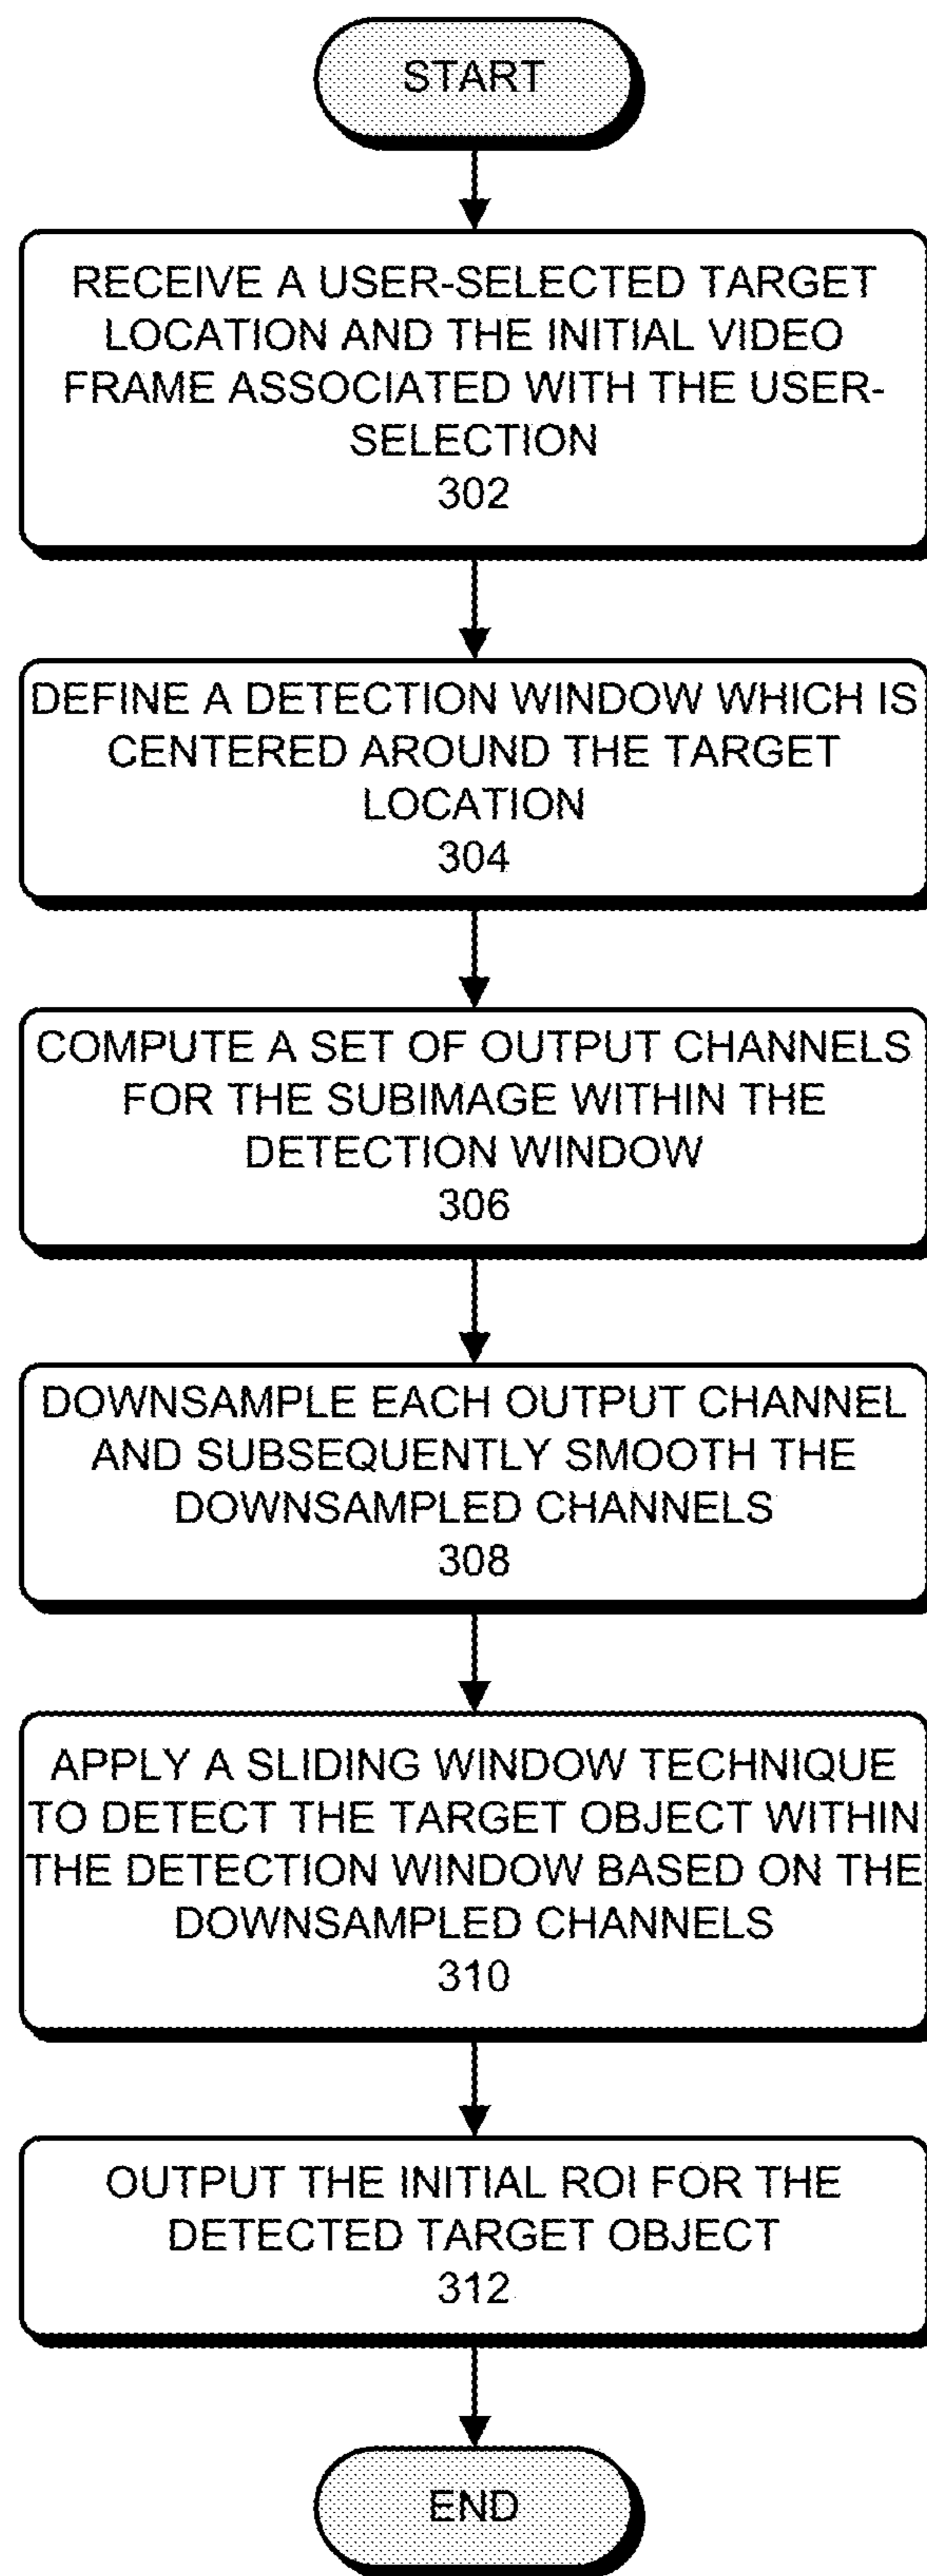 START
RECEIVE A USER-SELECTED TARGET
LOCATION AND THE INITIAL VIDEO
FRAME ASSOCIATED WITH THE USER-
SELECTION
302
DEFINE A DETECTION WINDOW WHICH IS
CENTERED AROUND THE TARGET
LOCATION
304
COMPUTE A SET OF OUTPUT CHANNELS
FOR THE SUBIMAGE WITHIN THE
DETECTION WINDOW
306
DOWNSAMPLE EACH OUTPUT CHANNEL
AND SUBSEQUENTLY SMOOTH THE
DOWNSAMPLED CHANNELS
308
APPLY A SLIDING WINDOW TECHNIQUE
TO DETECT THE TARGET OBJECT WITHIN
THE DETECTION WINDOW BASED ON THE
DOWNSAMPLED CHANNELS
310
OUTPUT THE INITIAL ROI FOR THE
DETECTED TARGET OBJECT
312
END